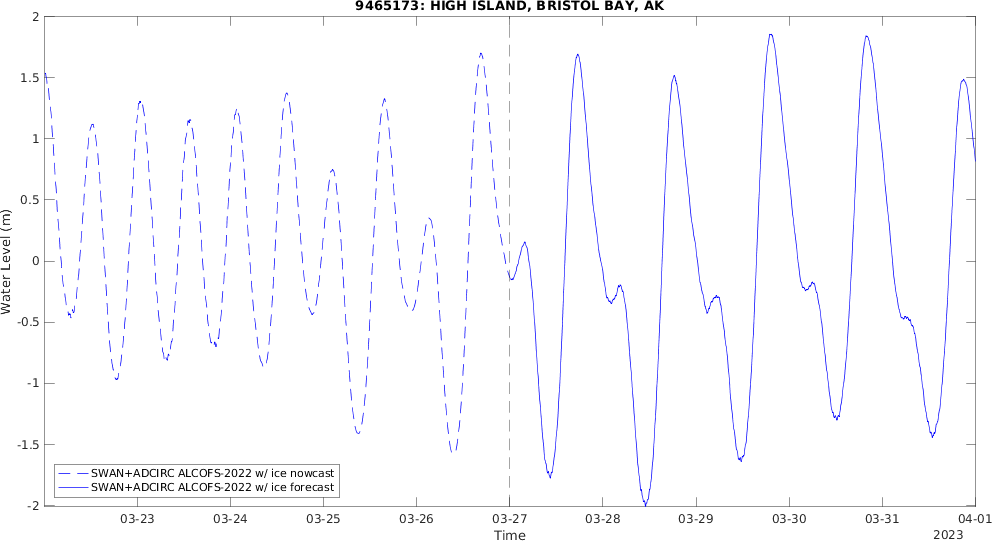 9465173: HIGH ISLAND, BRISTOL BAY, AK
2
1.5
1
0.5
0
-0.5
-1
-1.5
-2
Water Level (m)
SWAN+ADCIRC ALCOFS-2022 w/ ice nowcast
SWAN+ADCIRC ALCOFS-2022 w/ ice forecast
03-23 03-24 03-25 03-26 03-27 03-28 03-29 03-30 03-31 04-01
Time
2023